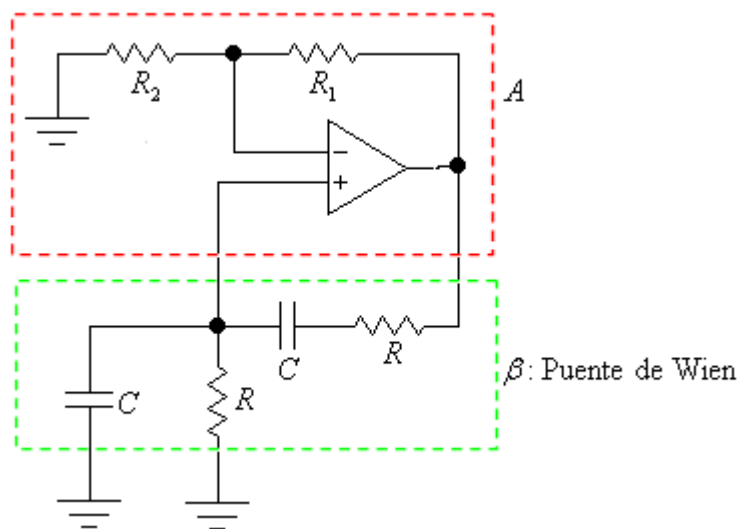 R₂
R₁
A
−
+
C
R
C
R
β: Puente de Wien